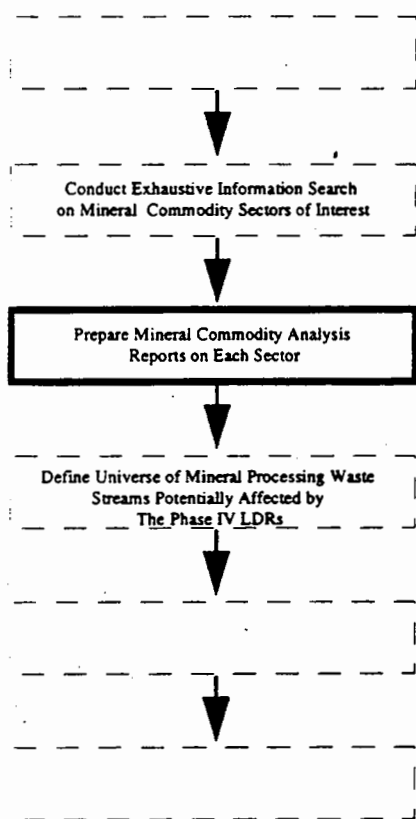 Conduct Exhaustive Information Search
on Mineral Commodity Sectors of Interest
Prepare Mineral Commodity Analysis
Reports on Each Sector
Define Universe of Mineral Processing Waste
Streams Potentially Affected by
The Phase IV LDRs